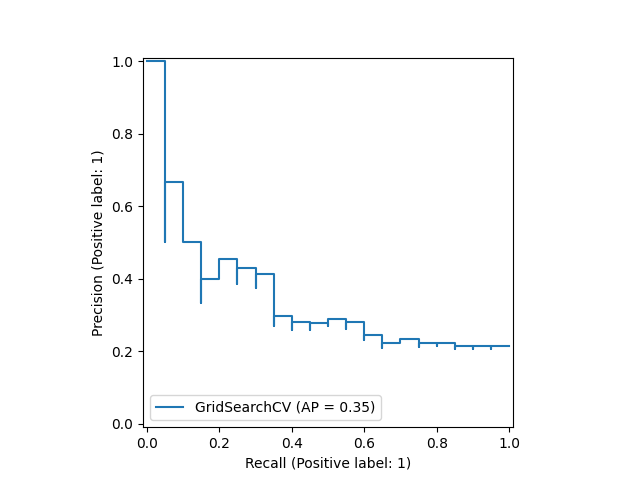 1.0
0.8
0.6
0.4
0.2
0.0
Precision (Positive label: 1)
GridSearchCV (AP = 0.35)
0.0 0.2 0.4 0.6 0.8 1.0
Recall (Positive label: 1)